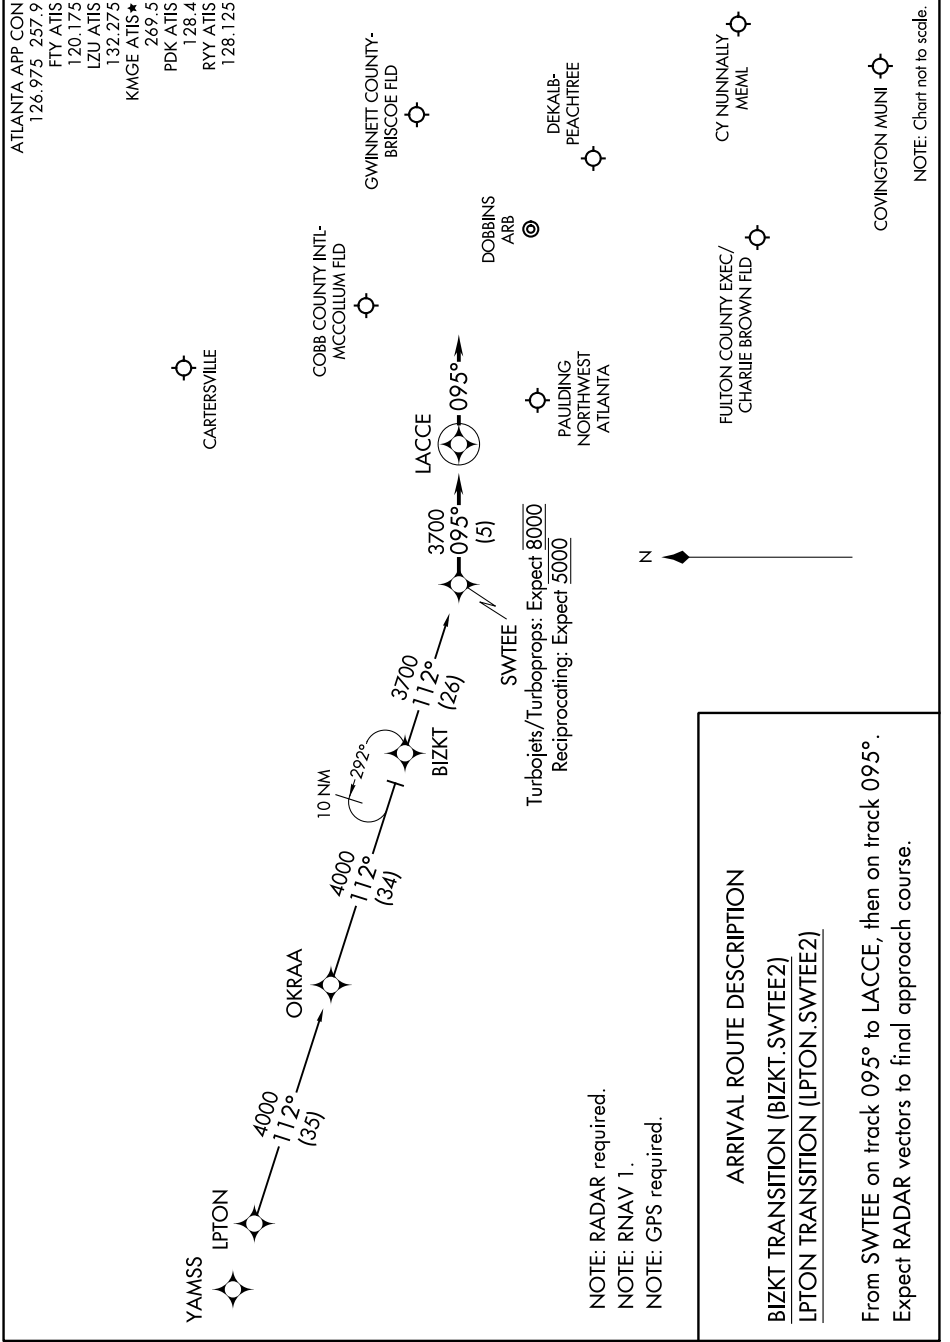 ATLANTA APP CON
126.975 257.9
FTY ATIS
120.175
LZU ATIS
132.275
KMGE ATIS★
269.5
PDK ATIS
128.4
RYY ATIS
128.125
YAMSS
LPTON
4000
112°
(35)
OKRAA
4000
112°
(34)
10 NM
292°
BIZKT
3700
112°
(26)
SWTEE
Turbojets/Turboprops: Expect 8000
Reciprocating: Expect 5000
3700
095°
(5)
LACCE
095°
CARTERSVILLE
COBB COUNTY INTL-
MCCOLLUM FLD
GWINNETT COUNTY-
BRISCOE FLD
DOBBINS
ARB
DEKALB-
PEACHTREE
PAULDING
NORTHWEST
ATLANTA
CY NUNNALLY
MEML
FULTON COUNTY EXEC/
CHARLIE BROWN FLD
COVINGTON MUNI
N
NOTE: RADAR required.
NOTE: RNAV 1.
NOTE: GPS required.
NOTE: Chart not to scale.
ARRIVAL ROUTE DESCRIPTION
BIZKT TRANSITION (BIZKT.SWTEE2)
LPTON TRANSITION (LPTON.SWTEE2)
From SWTEE on track 095° to LACCE, then on track 095°.
Expect RADAR vectors to final approach course.